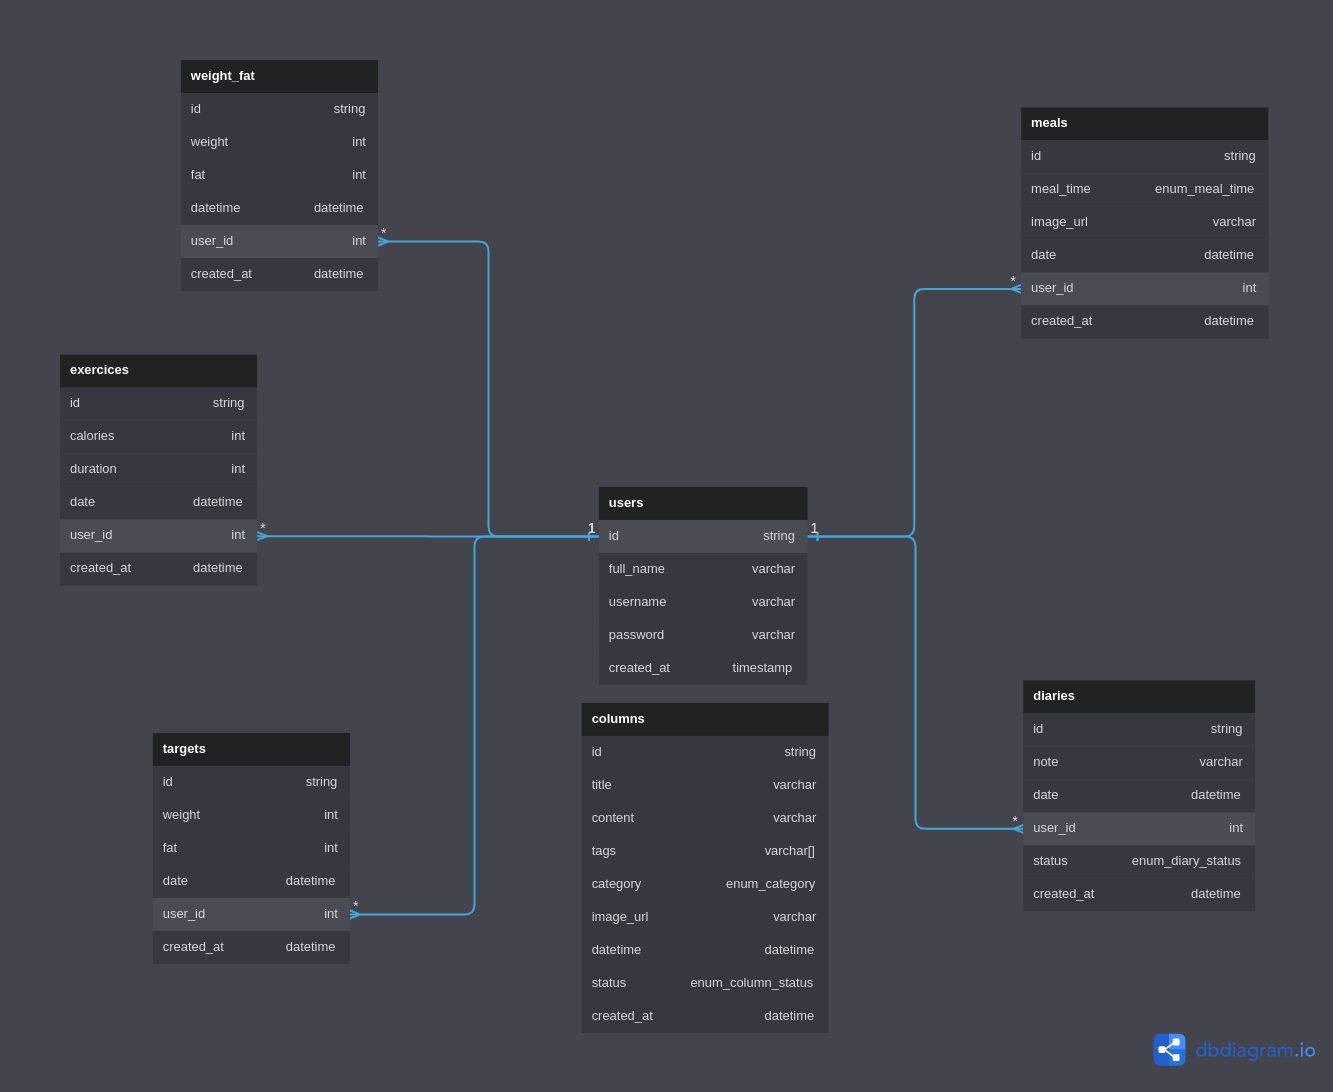 weight_fat
id string
weight int
fat int
datetime datetime
* user_id int
created_at datetime
meals
id string
meal_time enum_meal_time
image_url varchar
date datetime
* user_id int
created_at datetime
exercices
id string
calories int
duration int
date datetime
user_id int *
created_at datetime
users
1 id string 1
full_name varchar
username varchar
password varchar
created_at timestamp
targets
id string
weight int
fat int
date datetime
user_id int *
created_at datetime
columns
id string
title varchar
content varchar
tags varchar[]
category enum_category
image_url varchar
datetime datetime
status enum_column_status
created_at datetime
diaries
id string
note varchar
date datetime
* user_id int
status enum_diary_status
created_at datetime
dbdiagram.io